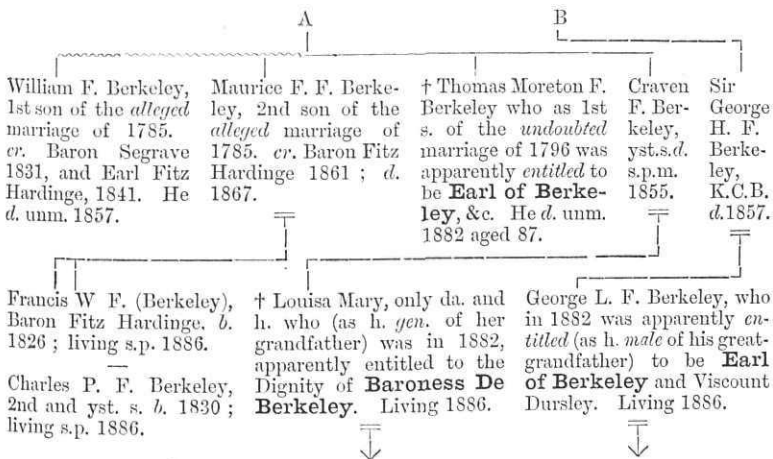 A
B
William F. Berkeley,
1st son of the alleged
marriage of 1785.
cr. Baron Segrave
1831, and Earl Fitz
Hardinge, 1841. He
d. unm. 1857.
Maurice F. F. Berke-
ley, 2nd son of the
alleged marriage of
1785. cr. Baron Fitz
Hardinge 1861 ; d.
1867.
† Thomas Moreton F.
Berkeley who as 1st
s. of the undoubted
marriage of 1796 was
apparently entitled to
be Earl of Berke-
ley, &c. He d. unm.
1882 aged 87.
Craven
F. Ber-
keley,
yst.s.d.
s.p.m.
1855.
Sir
George
H. F.
Berke-
ley,
K.C.B.
d.1857.
Francis W F. (Berkeley),
Baron Fitz Hardinge. b.
1826 ; living s.p. 1886.
Charles P. F. Berkeley,
2nd and yst. s. b. 1830 ;
living s.p. 1886.
† Louisa Mary, only da. and
h. who (as h. gen. of her
grandfather) was in 1882,
apparently entitled to the
Dignity of Baroness De
Berkeley. Living 1886.
George L. F. Berkeley, who
in 1882 was apparently en-
titled (as h. male of his great-
grandfather) to be Earl
of Berkeley and Viscount
Dursley. Living 1886.